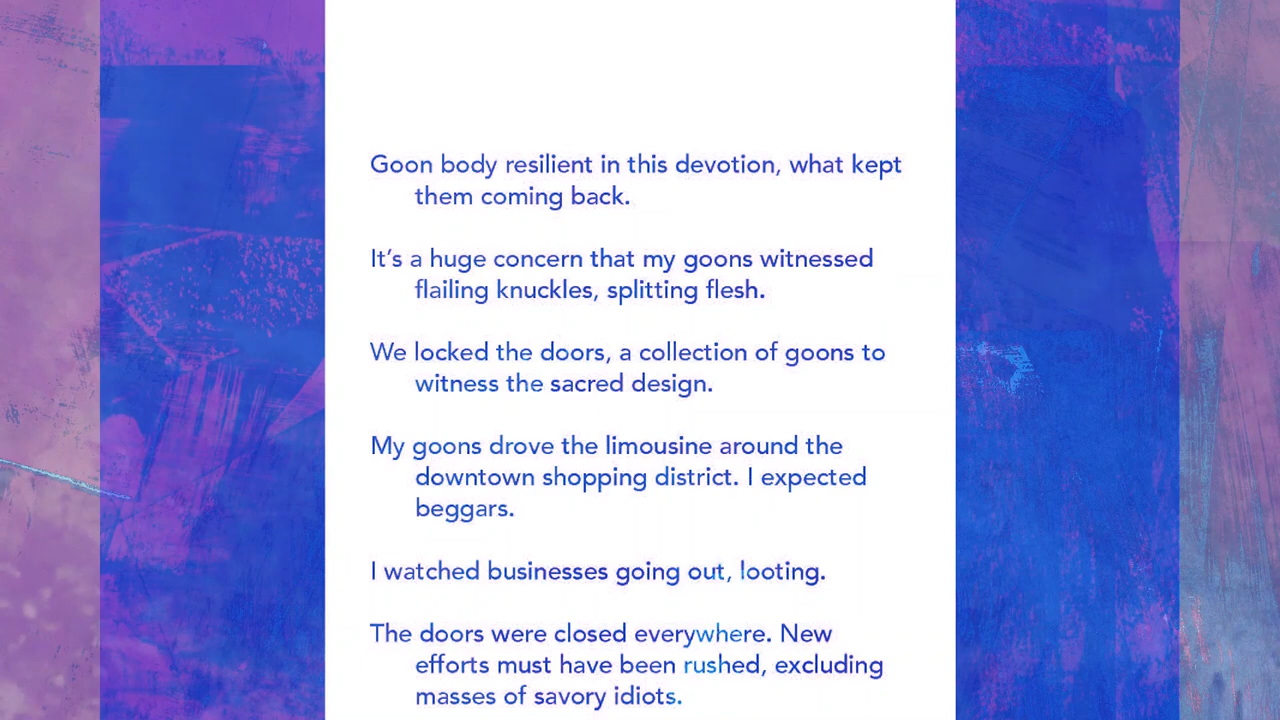 Goon body resilient in this devotion, what kept
them coming back.
It’s a huge concern that my goons witnessed
flailing knuckles, splitting flesh.
We locked the doors, a collection of goons to
witness the sacred design.
My goons drove the limousine around the
downtown shopping district. I expected
beggars.
I watched businesses going out, looting.
The doors were closed everywhere. New
efforts must have been rushed, excluding
masses of savory idiots.